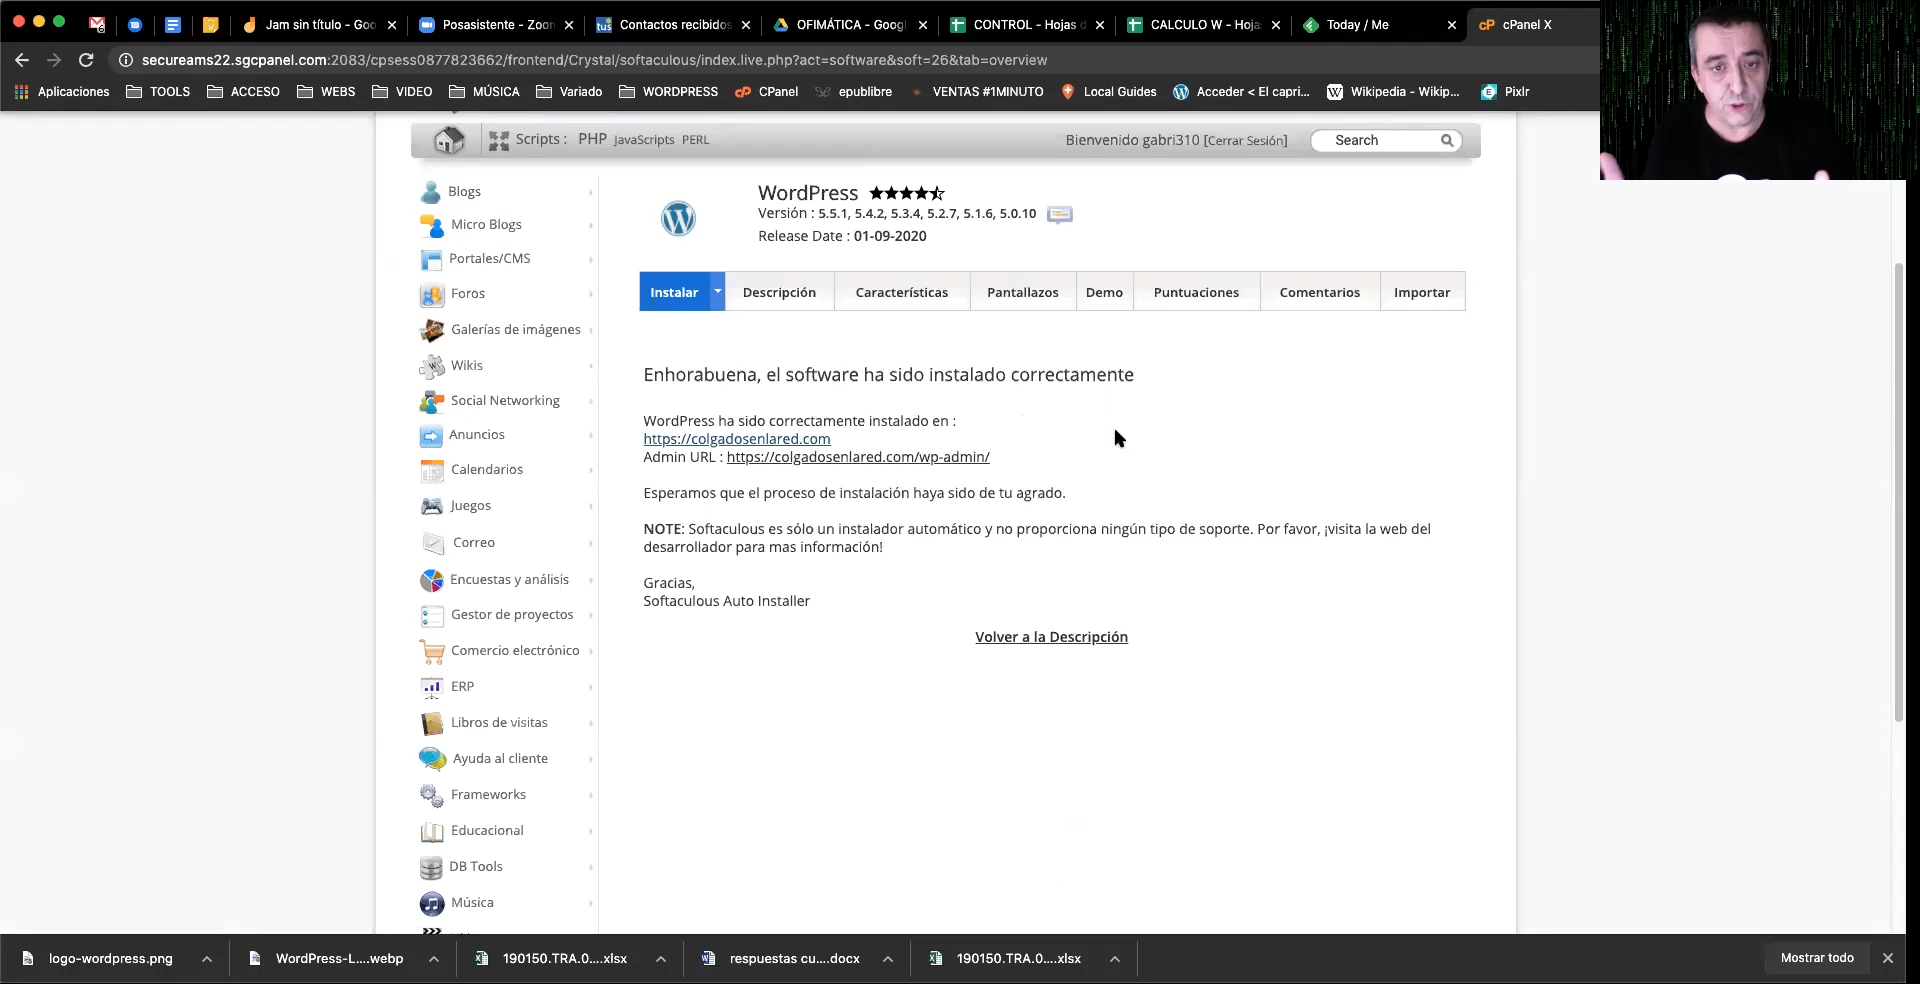 Jam sin título - Goo
Posasistente - Zoon
tus Contactos recibidos
OFIMÁTICA - Googl
CONTROL - Hojas d
CALCULO W - Hoja
Today / Me
cP cPanel X
secureams22.sgcpanel.com:2083/cpsess0877823662/frontend/Crystal/softaculous/index.live.php?act=software&soft=26&tab=overview
Aplicaciones TOOLS ACCESO WEBS VIDEO MÚSICA Variado WORDPRESS cP CPanel epublibre VENTAS #1MINUTO Local Guides Acceder < El capri... W Wikipedia - Wikip... Pixlr
Scripts : PHP JavaScripts PERL Bienvenido gabri310 [Cerrar Sesión] Search
Blogs
Micro Blogs
Portales/CMS
Foros
Galerías de imágenes
Wikis
Social Networking
Anuncios
Calendarios
Juegos
Correo
Encuestas y análisis
Gestor de proyectos
Comercio electrónico
ERP
Libros de visitas
Ayuda al cliente
Frameworks
Educacional
DB Tools
Música
WordPress
Versión : 5.5.1, 5.4.2, 5.3.4, 5.2.7, 5.1.6, 5.0.10
Release Date : 01-09-2020
Instalar Descripción Características Pantallazos Demo Puntuaciones Comentarios Importar
Enhorabuena, el software ha sido instalado correctamente
WordPress ha sido correctamente instalado en :
https://colgadosenlared.com
Admin URL : https://colgadosenlared.com/wp-admin/
Esperamos que el proceso de instalación haya sido de tu agrado.
NOTE: Softaculous es sólo un instalador automático y no proporciona ningún tipo de soporte. Por favor, ¡visita la web del
desarrollador para mas información!
Gracias,
Softaculous Auto Installer
Volver a la Descripción
logo-wordpress.png
WordPress-L....webp
190150.TRA.0....xlsx
respuestas cu....docx
190150.TRA.0....xlsx
Mostrar todo